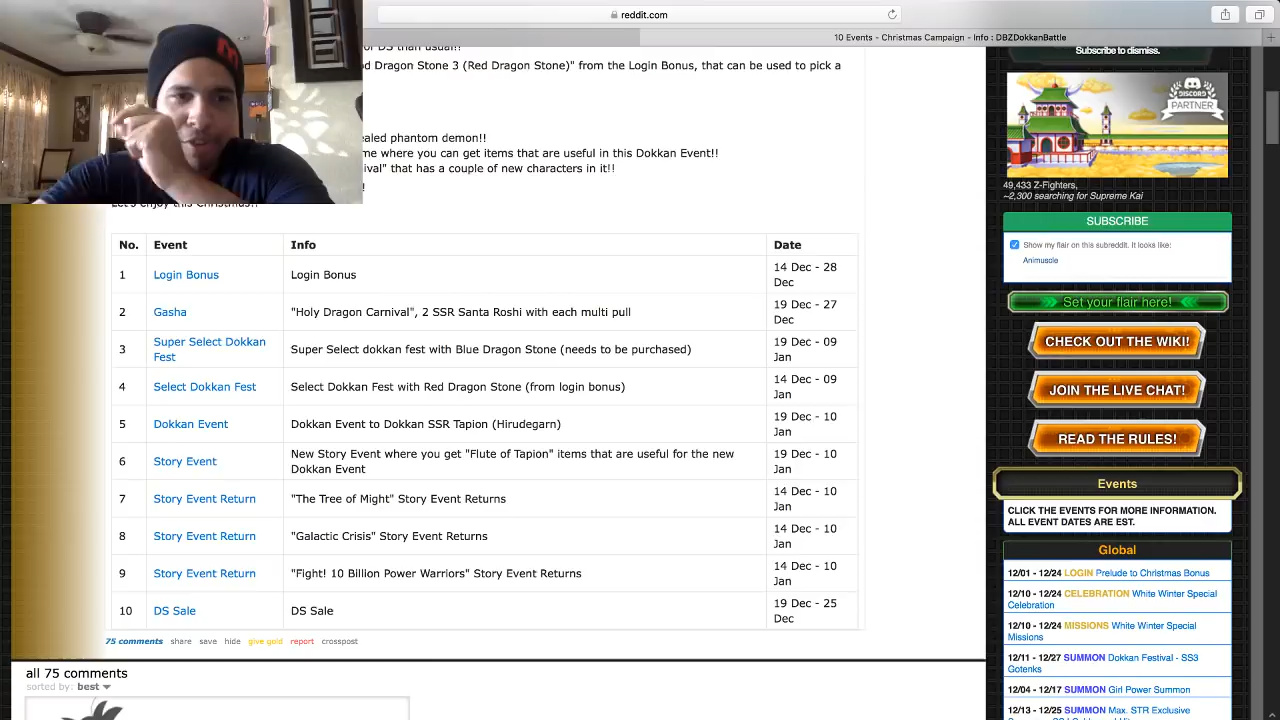 reddit.com
10 Events - Christmas Campaign - Info : DBZDokkanBattle
of DS than usual!!
d Dragon Stone 3 (Red Dragon Stone)" from the Login Bonus, that can be used to pick a
ealed phantom demon!!
me where you can get items that are useful in this Dokkan Event!!
ival" that has a couple of new characters in it!!
!
Let's enjoy this Christmas!!
No. Event Info Date
1 Login Bonus Login Bonus 14 Dec - 28
Dec
2 Gasha "Holy Dragon Carnival", 2 SSR Santa Roshi with each multi pull 19 Dec - 27
Dec
3 Super Select Dokkan
Fest Super Select dokkan fest with Blue Dragon Stone (needs to be purchased) 19 Dec - 09
Jan
4 Select Dokkan Fest Select Dokkan Fest with Red Dragon Stone (from login bonus) 14 Dec - 09
Jan
5 Dokkan Event Dokkan Event to Dokkan SSR Tapion (Hirudegarn) 19 Dec - 10
Jan
6 Story Event New Story Event where you get "Flute of Tapion" items that are useful for the new
Dokkan Event 19 Dec - 10
Jan
7 Story Event Return "The Tree of Might" Story Event Returns 14 Dec - 10
Jan
8 Story Event Return "Galactic Crisis" Story Event Returns 14 Dec - 10
Jan
9 Story Event Return "Fight! 10 Billion Power Warriors" Story Event Returns 14 Dec - 10
Jan
10 DS Sale DS Sale 19 Dec - 25
Dec
75 comments share save hide give gold report crosspost
all 75 comments
sorted by: best
Subscribe to dismiss.
DISCORD
PARTNER
49,433 Z-Fighters,
~2,300 searching for Supreme Kai
SUBSCRIBE
Show my flair on this subreddit. It looks like:
Animuscle
Set your flair here!
CHECK OUT THE WIKI!
JOIN THE LIVE CHAT!
READ THE RULES!
Events
CLICK THE EVENTS FOR MORE INFORMATION.
ALL EVENT DATES ARE EST.
Global
12/01 - 12/24 LOGIN Prelude to Christmas Bonus
12/10 - 12/24 CELEBRATION White Winter Special
Celebration
12/10 - 12/24 MISSIONS White Winter Special
Missions
12/11 - 12/27 SUMMON Dokkan Festival - SS3
Gotenks
12/04 - 12/17 SUMMON Girl Power Summon
12/13 - 12/25 SUMMON Max. STR Exclusive